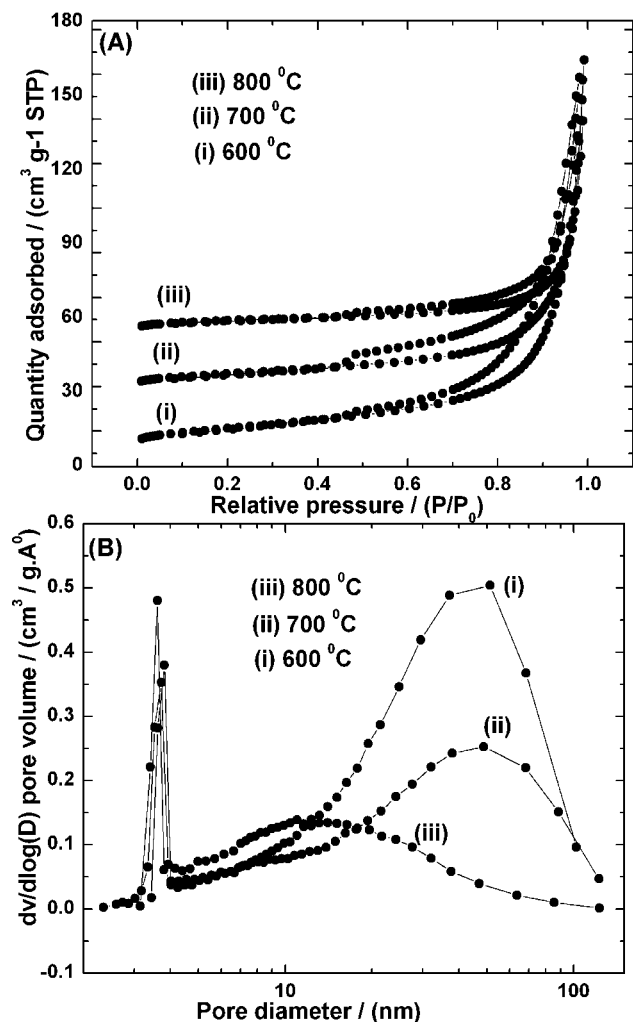 (A)
180
150
120
90
60
30
0
Quantity adsorbed / (cm³ g-1 STP)
(iii) 800 ⁰C
(ii) 700 ⁰C
(i) 600 ⁰C
(iii)
(ii)
(i)
0.0 0.2 0.4 0.6 0.8 1.0
Relative pressure / (P/P₀)
(B)
0.6
0.5
0.4
0.3
0.2
0.1
0.0
-0.1
dv/dlog(D) pore volume / (cm³ / g.A⁰)
(iii) 800 ⁰C
(ii) 700 ⁰C
(i) 600 ⁰C
(i)
(ii)
(iii)
10 100
Pore diameter / (nm)